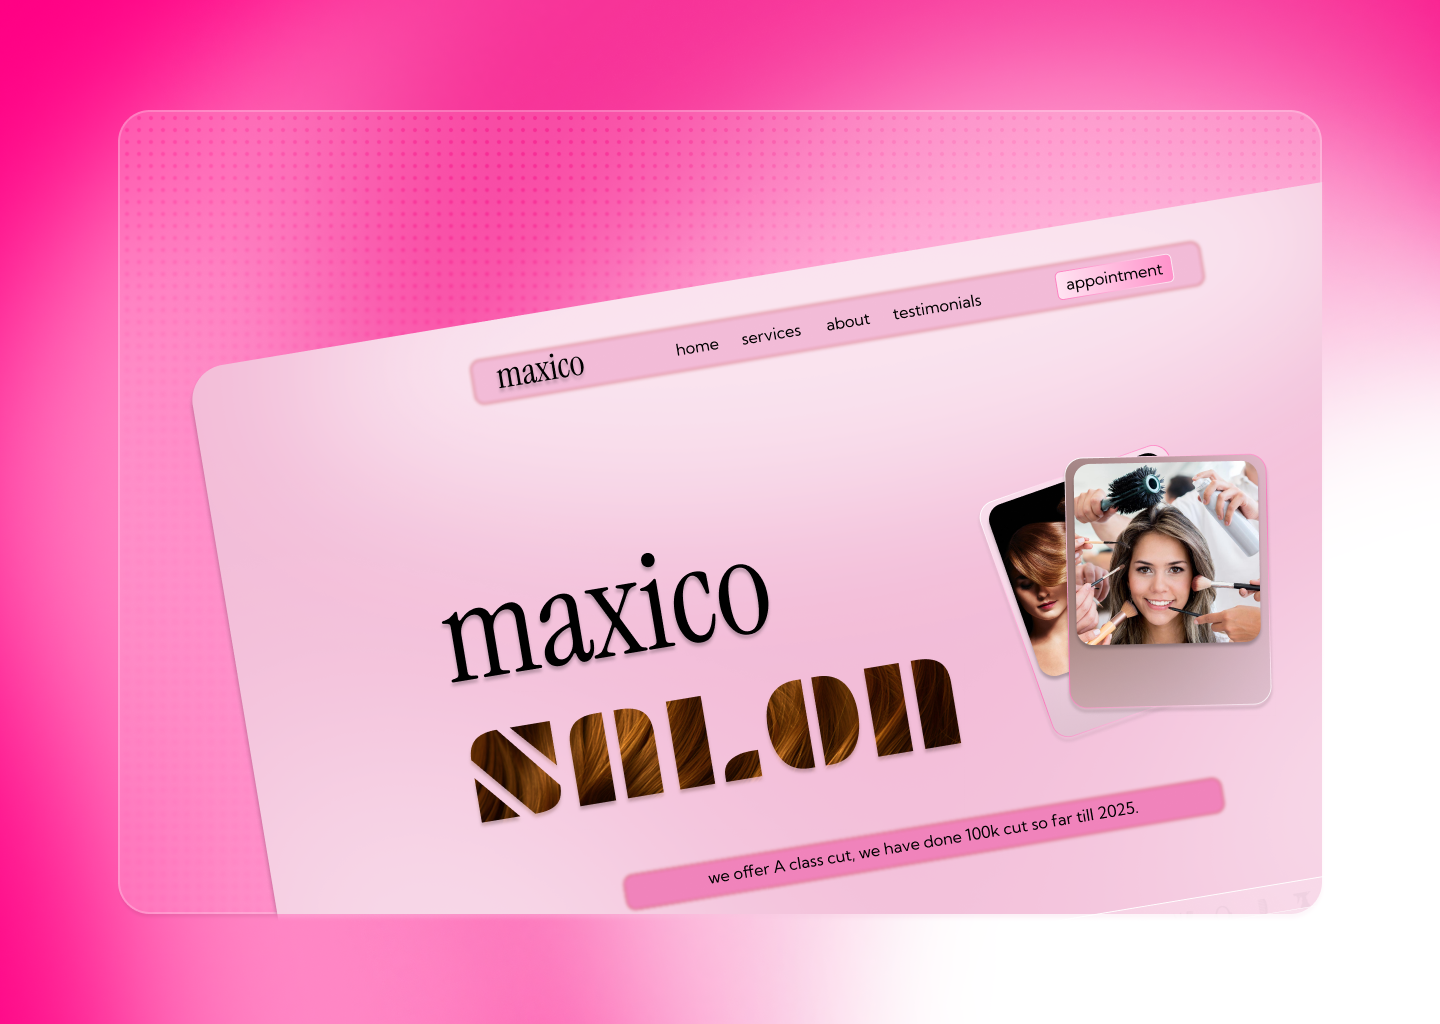 maxico home services about testimonials appointment
maxico
SALON
we offer A class cut, we have done 100k cut so far till 2025.